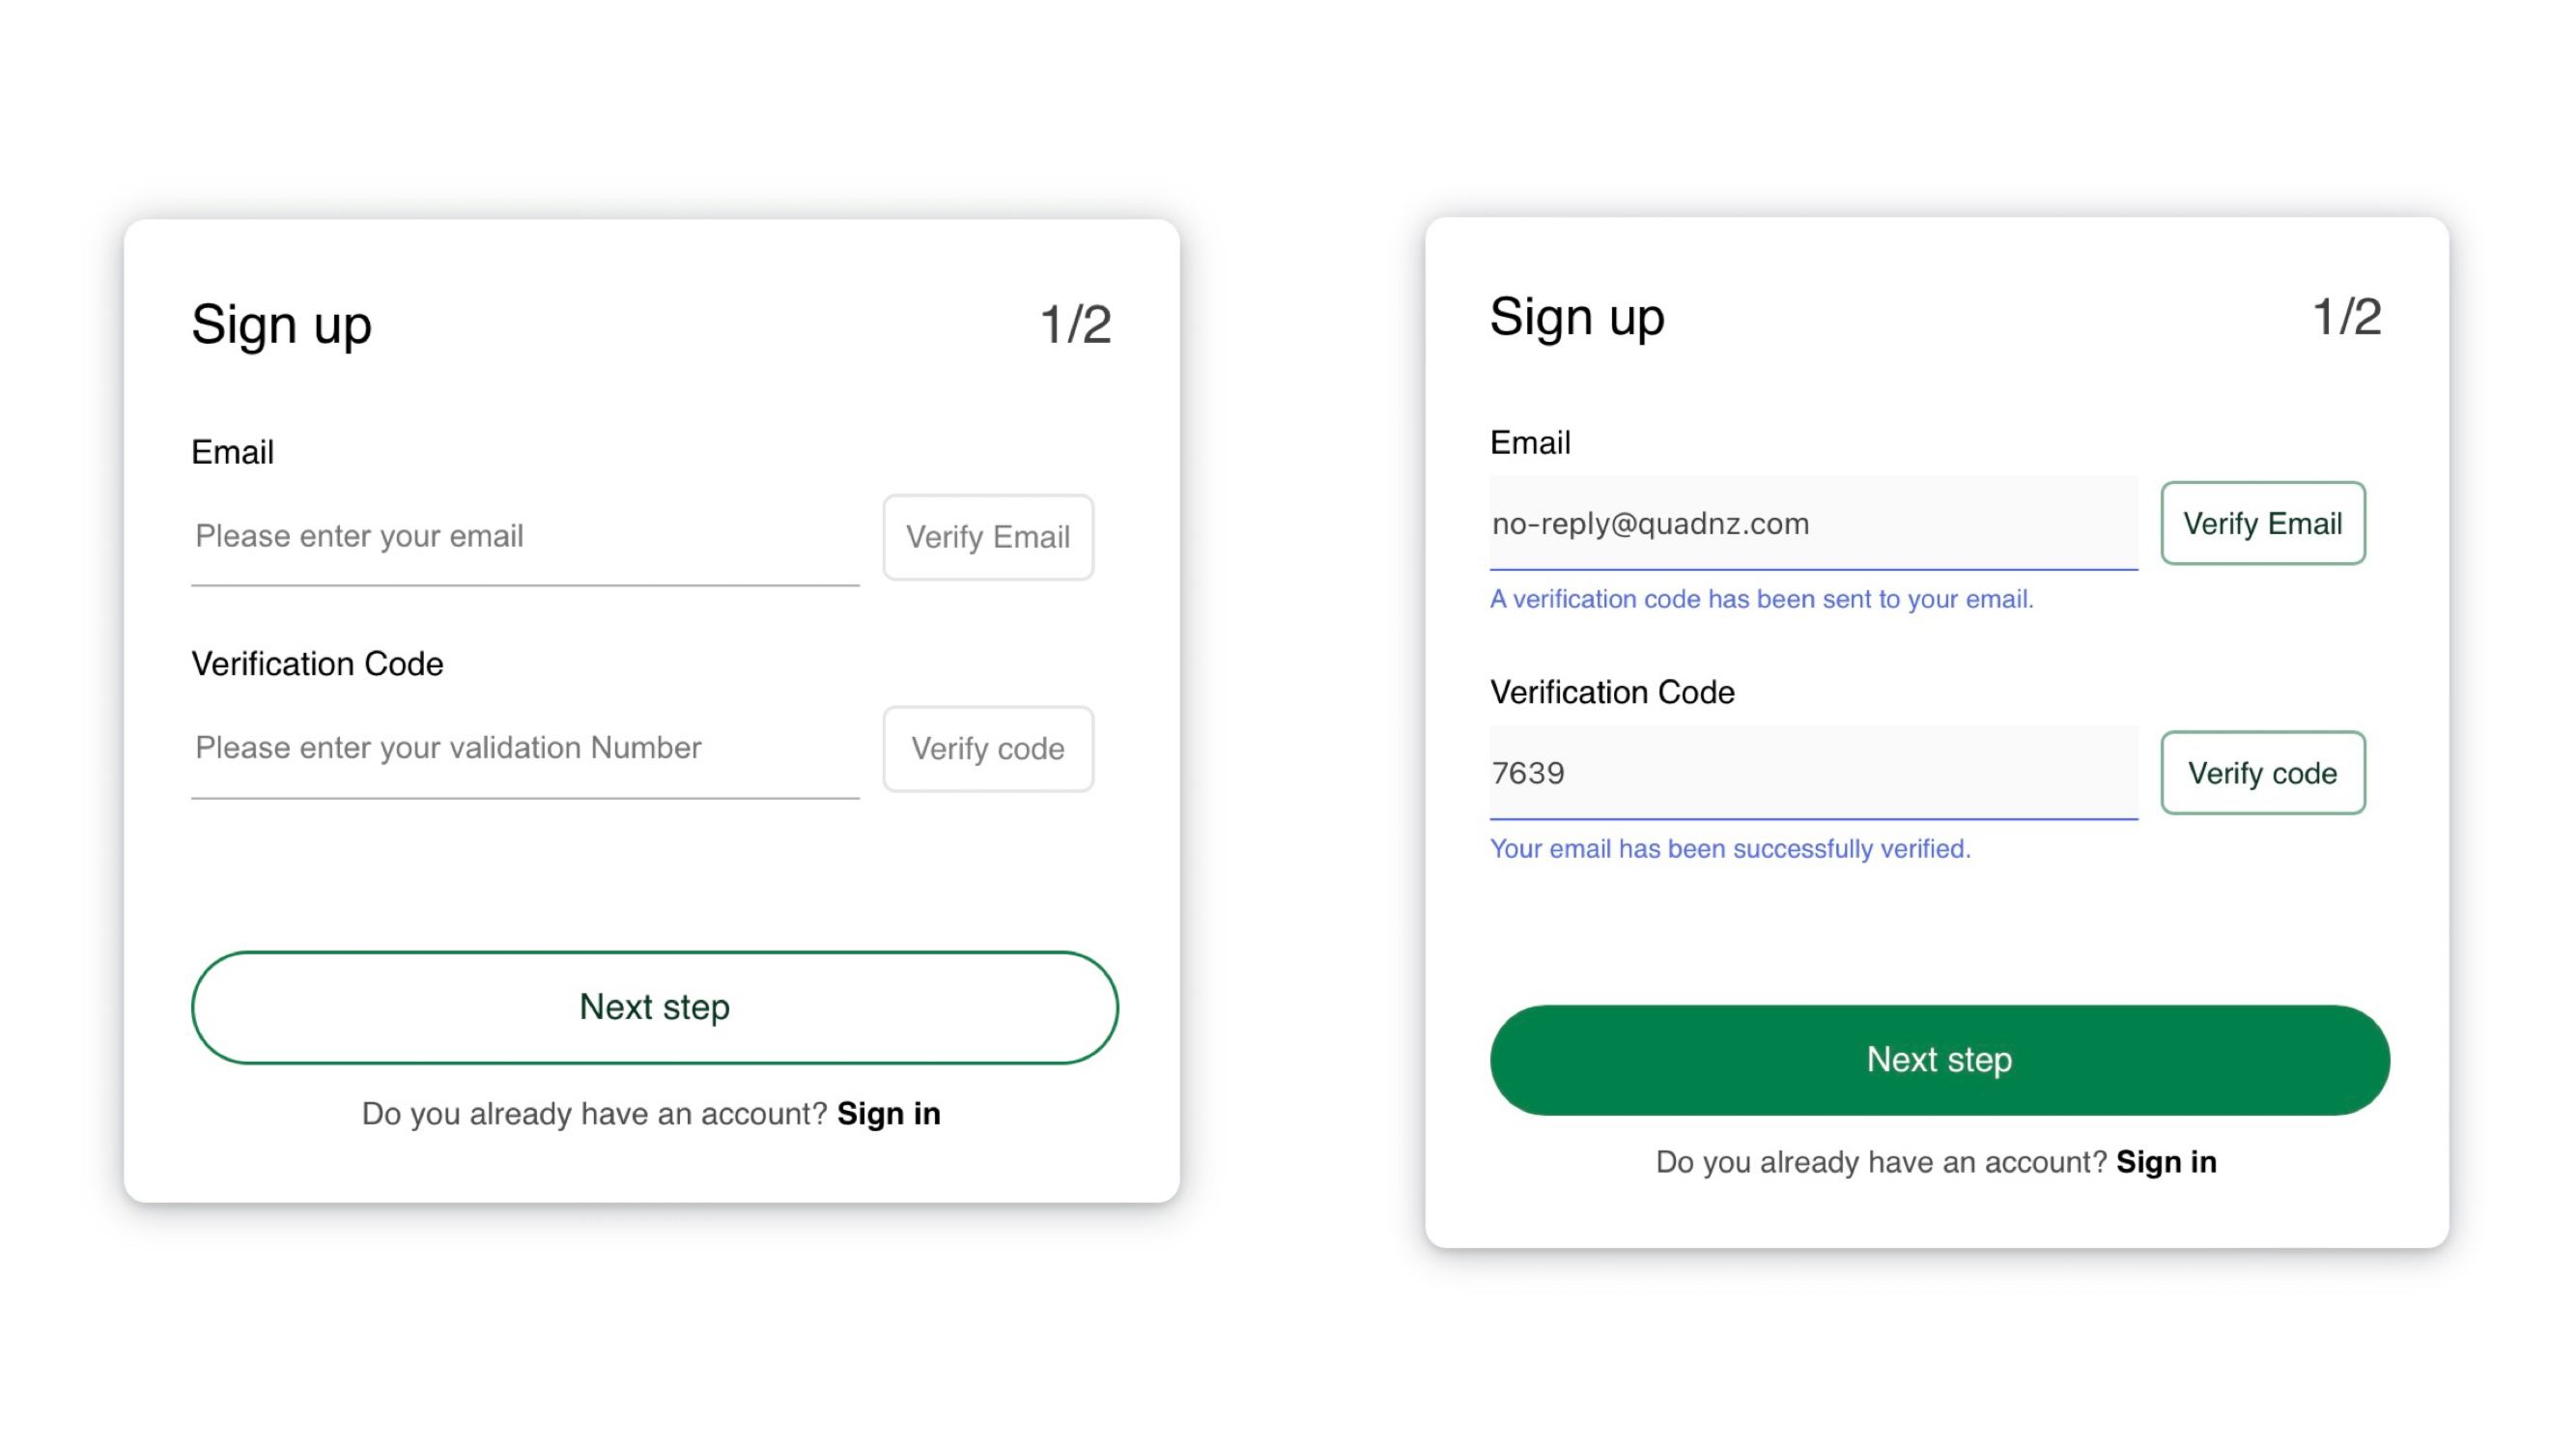 Sign up 1/2
Email
Please enter your email Verify Email
Verification Code
Please enter your validation Number Verify code
Next step
Do you already have an account? Sign in
Sign up 1/2
Email
no-reply@quadnz.com Verify Email
A verification code has been sent to your email.
Verification Code
7639 Verify code
Your email has been successfully verified.
Next step
Do you already have an account? Sign in